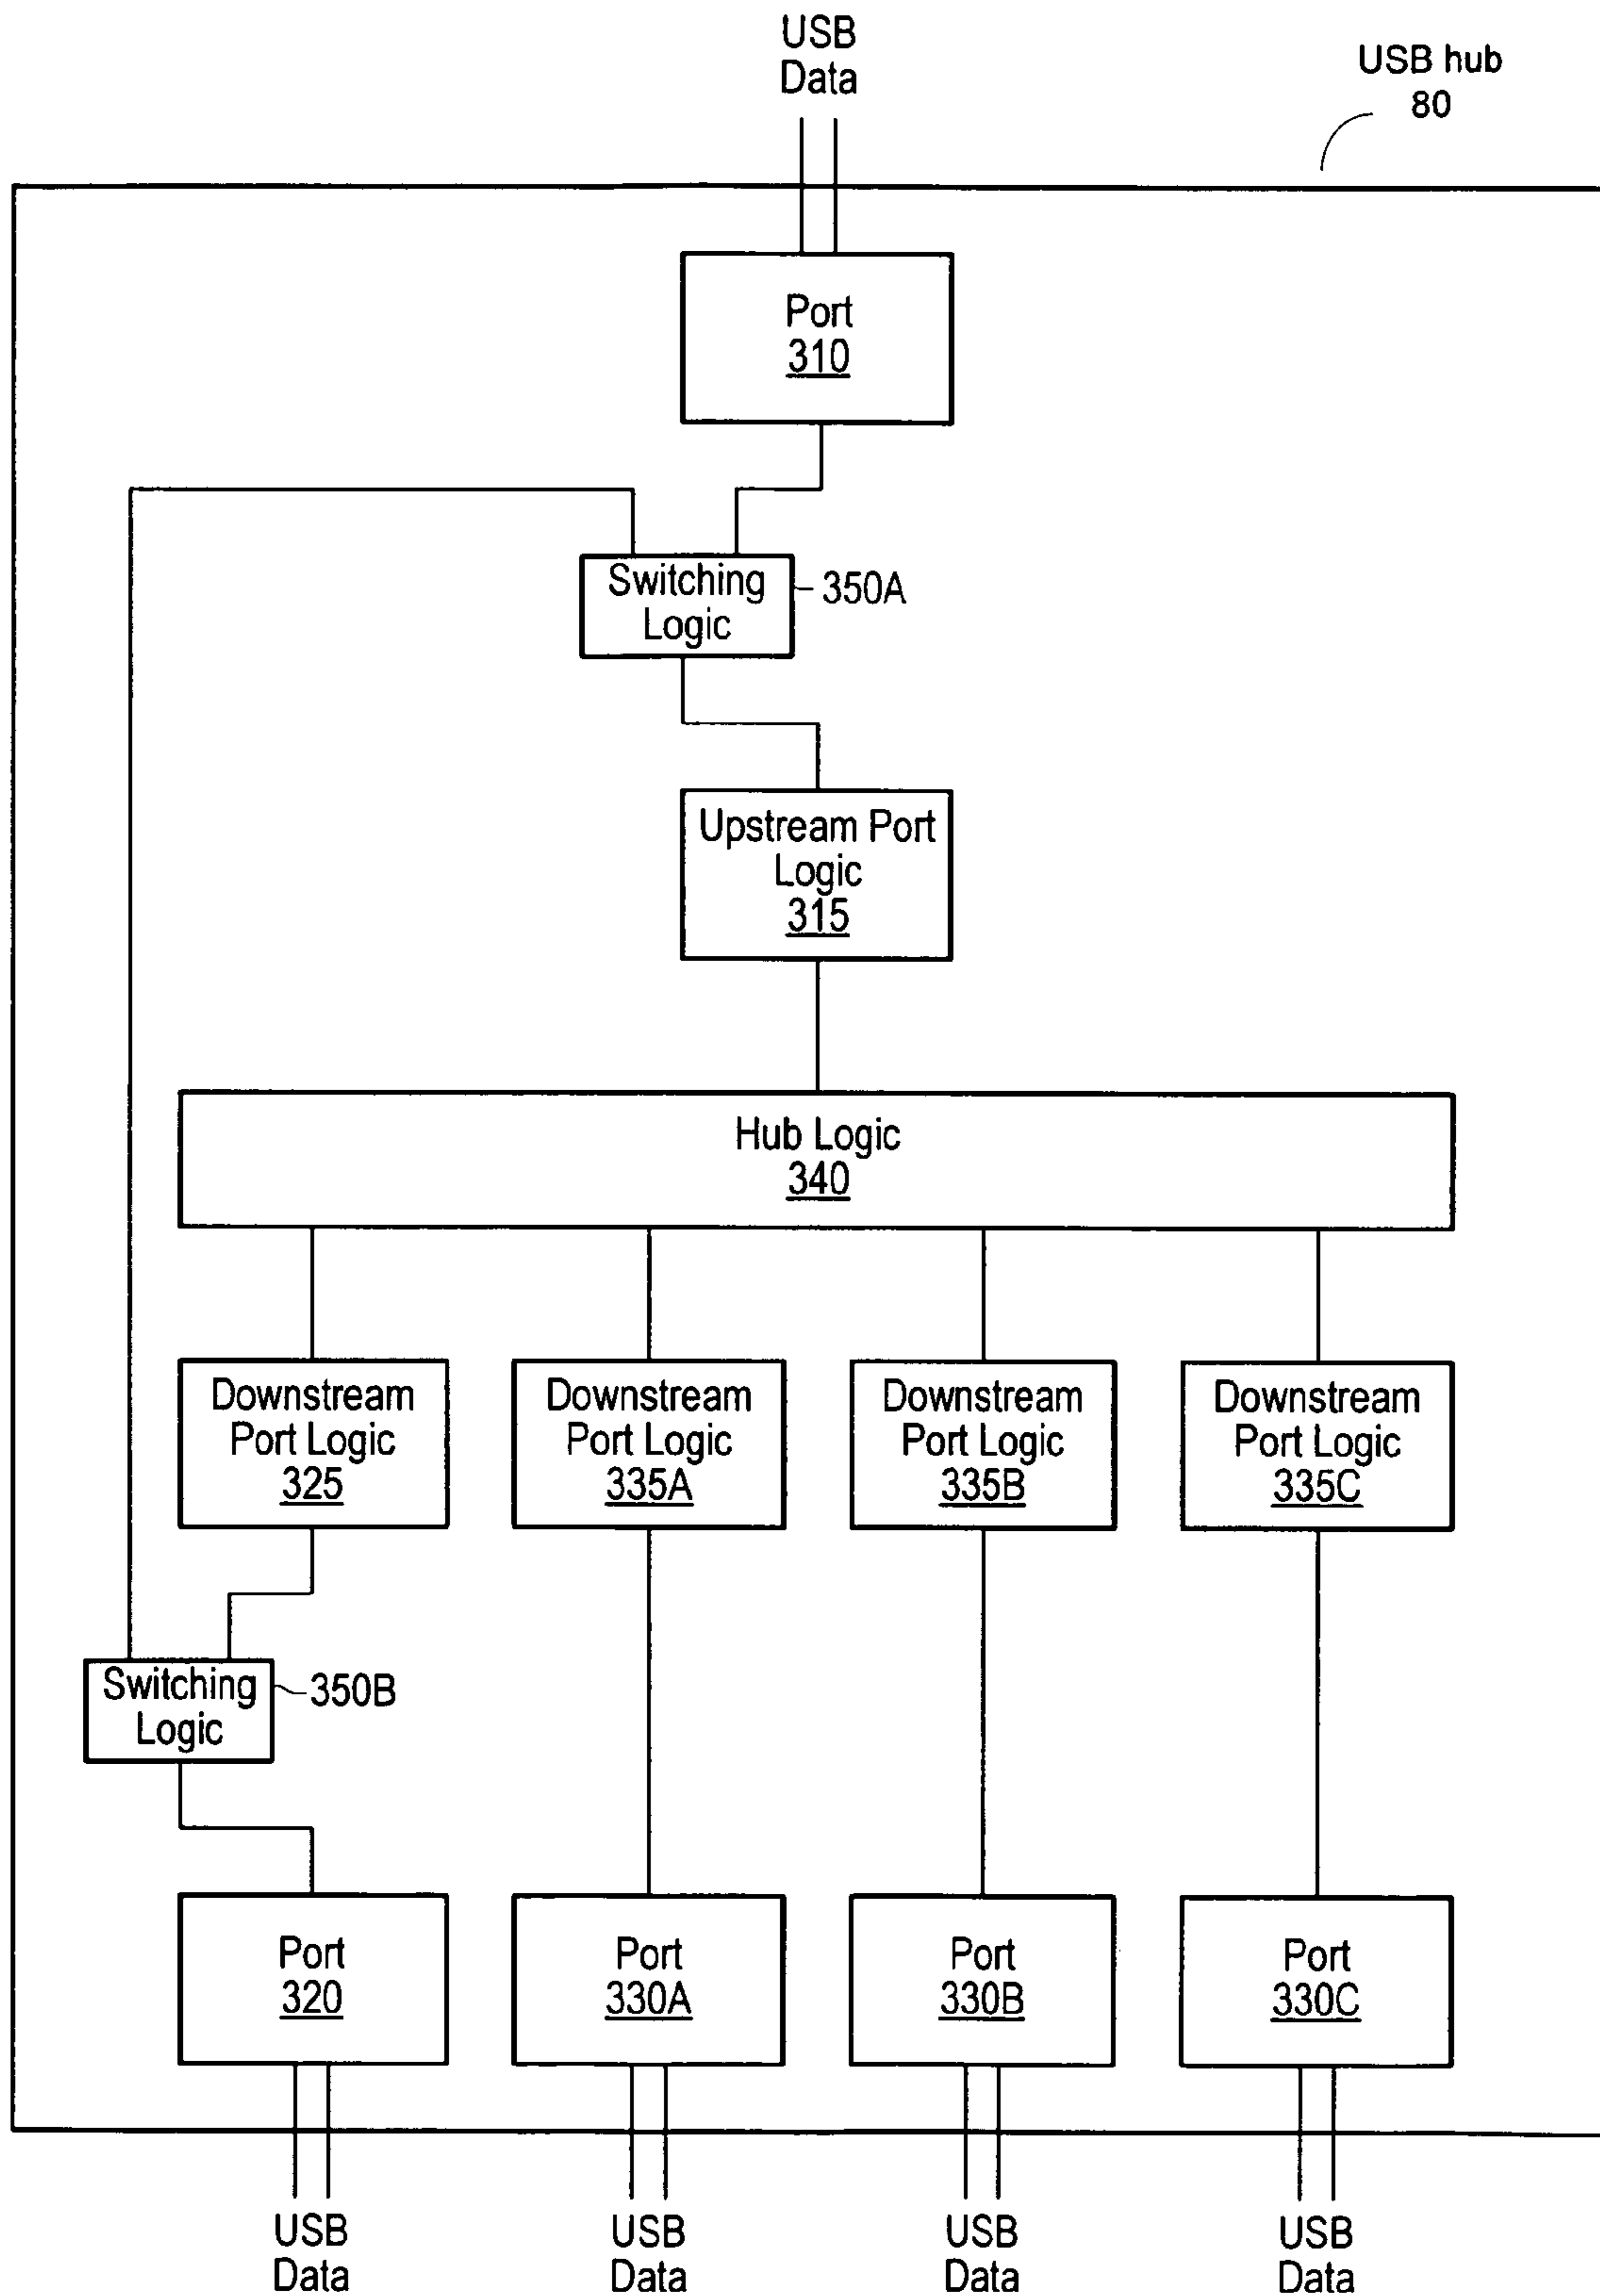 USB
Data
USB hub
80
Port
310
Switching
Logic
350A
Upstream Port
Logic
315
Hub Logic
340
Downstream
Port Logic
325
Downstream
Port Logic
335A
Downstream
Port Logic
335B
Downstream
Port Logic
335C
Switching
Logic
350B
Port
320
Port
330A
Port
330B
Port
330C
USB
Data
USB
Data
USB
Data
USB
Data